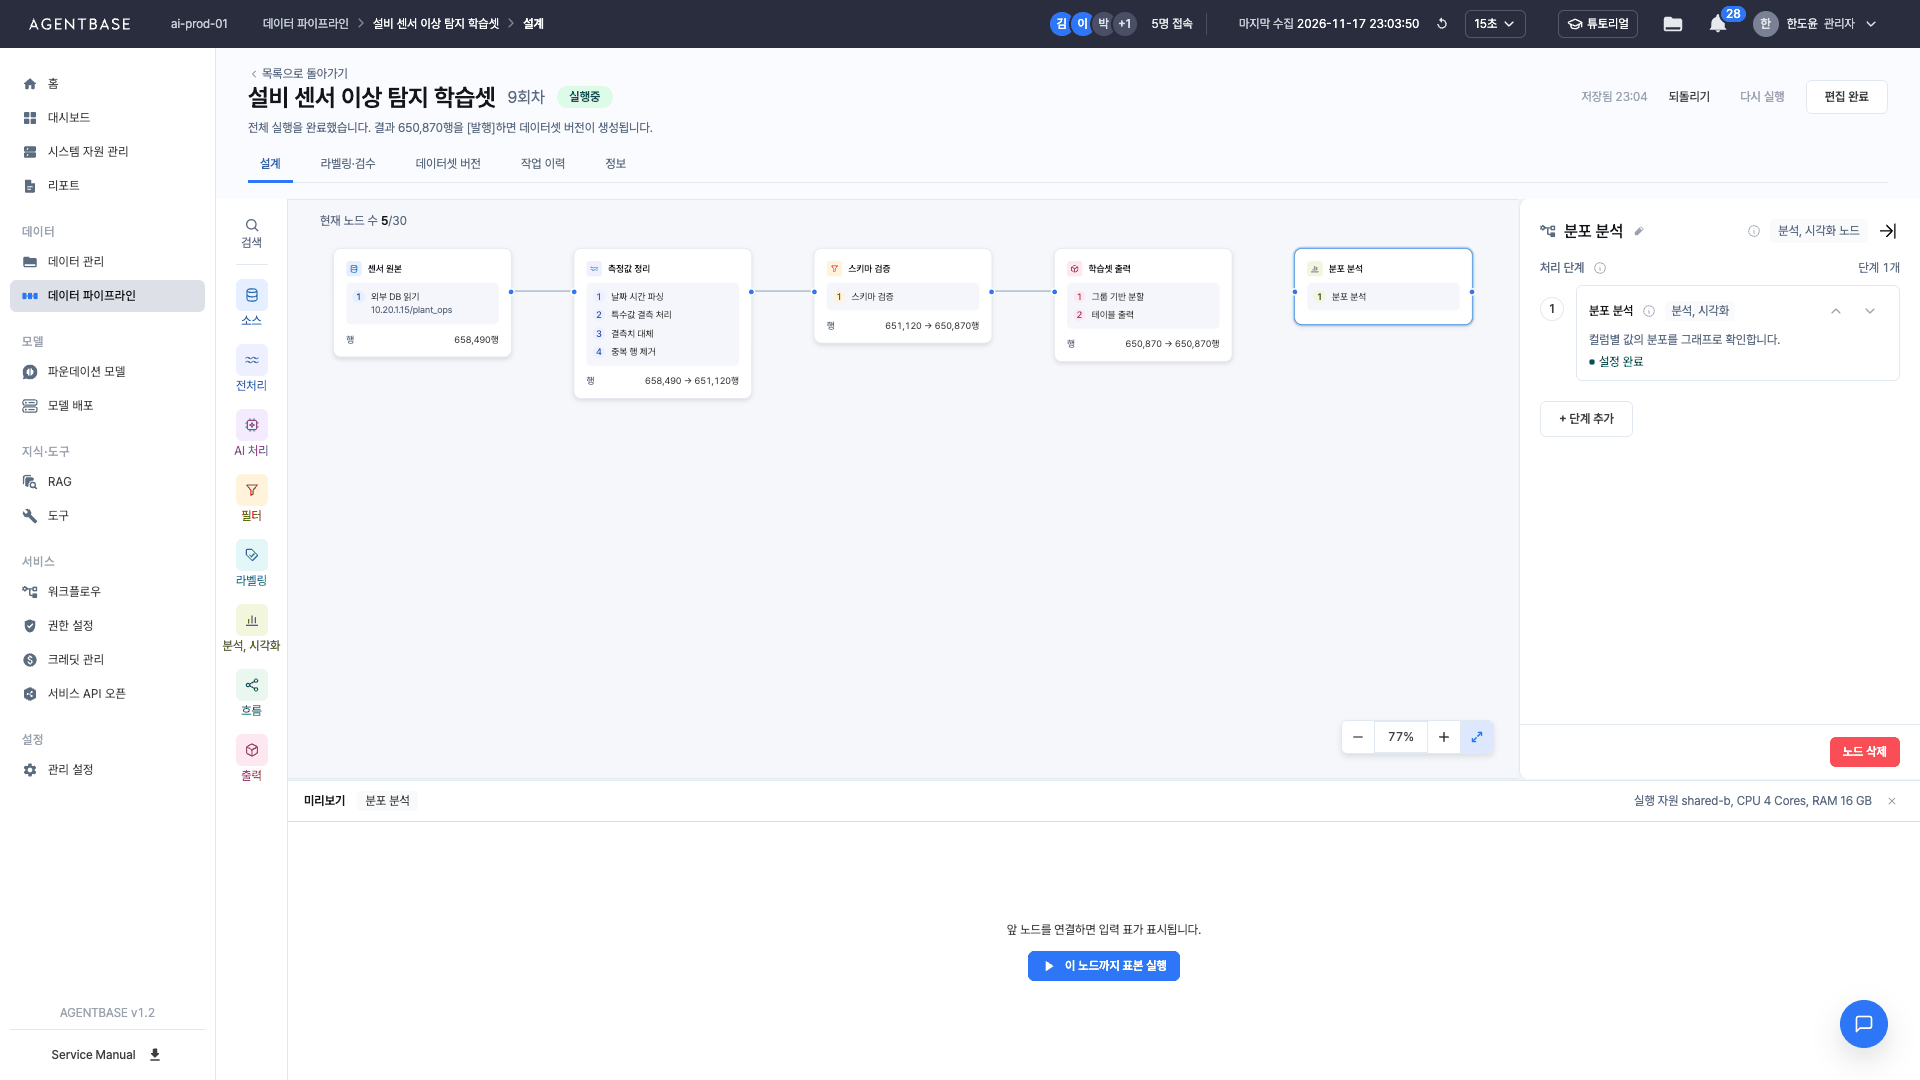 AGENTBASE
ai-prod-01
데이터 파이프라인 > 설비 센서 이상 탐지 학습셋 > 설계
김 이 박 +1 5명 접속
마지막 수집 2026-11-17 23:03:50
15초
튜토리얼
28
한 한도윤 관리자
홈
대시보드
시스템 자원 관리
리포트
데이터
데이터 관리
데이터 파이프라인
모델
파운데이션 모델
모델 배포
지식·도구
RAG
도구
서비스
워크플로우
권한 설정
크레딧 관리
서비스 API 오픈
설정
관리 설정
AGENTBASE v1.2
Service Manual
목록으로 돌아가기
설비 센서 이상 탐지 학습셋 9회차 실행중
전체 실행을 완료했습니다. 결과 650,870행을 [발행]하면 데이터셋 버전이 생성됩니다.
저장됨 23:04 되돌리기 다시 실행 편집 완료
설계 라벨링·검수 데이터셋 버전 작업 이력 정보
검색
소스
전처리
AI 처리
필터
라벨링
분석, 시각화
흐름
출력
현재 노드 수 5/30
센서 원본
1 외부 DB 읽기
10.20.1.15/plant_ops
행 658,490행
측정값 정리
1 날짜 시간 파싱
2 특수값 결측 처리
3 결측치 대체
4 중복 행 제거
행 658,490 → 651,120행
스키마 검증
1 스키마 검증
행 651,120 → 650,870행
학습셋 출력
1 그룹 기반 분할
2 테이블 출력
행 650,870 → 650,870행
분포 분석
1 분포 분석
77%
분포 분석 분석, 시각화 노드
처리 단계 단계 1개
1 분포 분석 분석, 시각화
컬럼별 값의 분포를 그래프로 확인합니다.
설정 완료
+ 단계 추가
노드 삭제
미리보기 분포 분석
실행 자원 shared-b, CPU 4 Cores, RAM 16 GB
앞 노드를 연결하면 입력 표가 표시됩니다.
이 노드까지 표본 실행